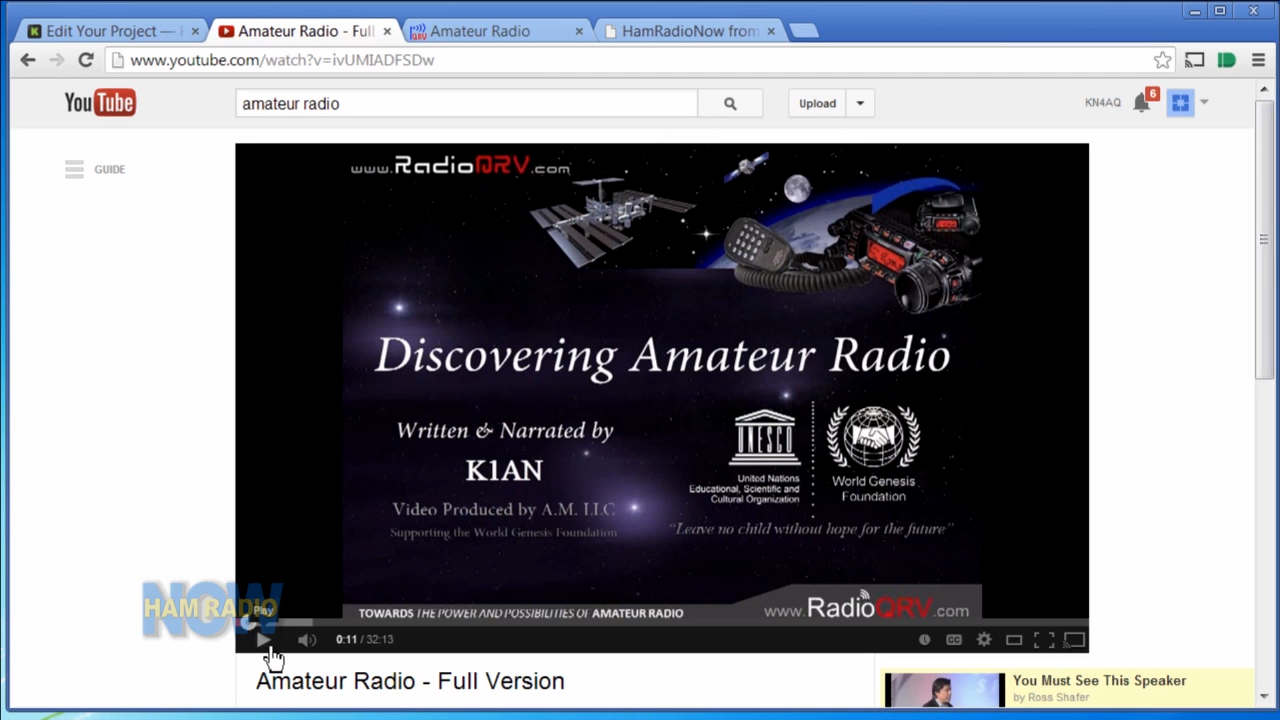 Edit Your Project —
Amateur Radio - Full
Amateur Radio
HamRadioNow from
www.youtube.com/watch?v=ivUMIADFSDw
YouTube
amateur radio
Upload
KN4AQ
6
GUIDE
www.RadioQRV.com
Discovering Amateur Radio
Written & Narrated by
K1AN
Video Produced by A.M. LLC
Supporting the World Genesis Foundation
UNESCO
United Nations
Educational, Scientific and
Cultural Organization
World Genesis
Foundation
"Leave no child without hope for the future"
TOWARDS THE POWER AND POSSIBILITIES OF AMATEUR RADIO
www.RadioQRV.com
HAM RADIO
NOW
Play
0:11 / 32:13
CC
Amateur Radio - Full Version
You Must See This Speaker
by Ross Shafer